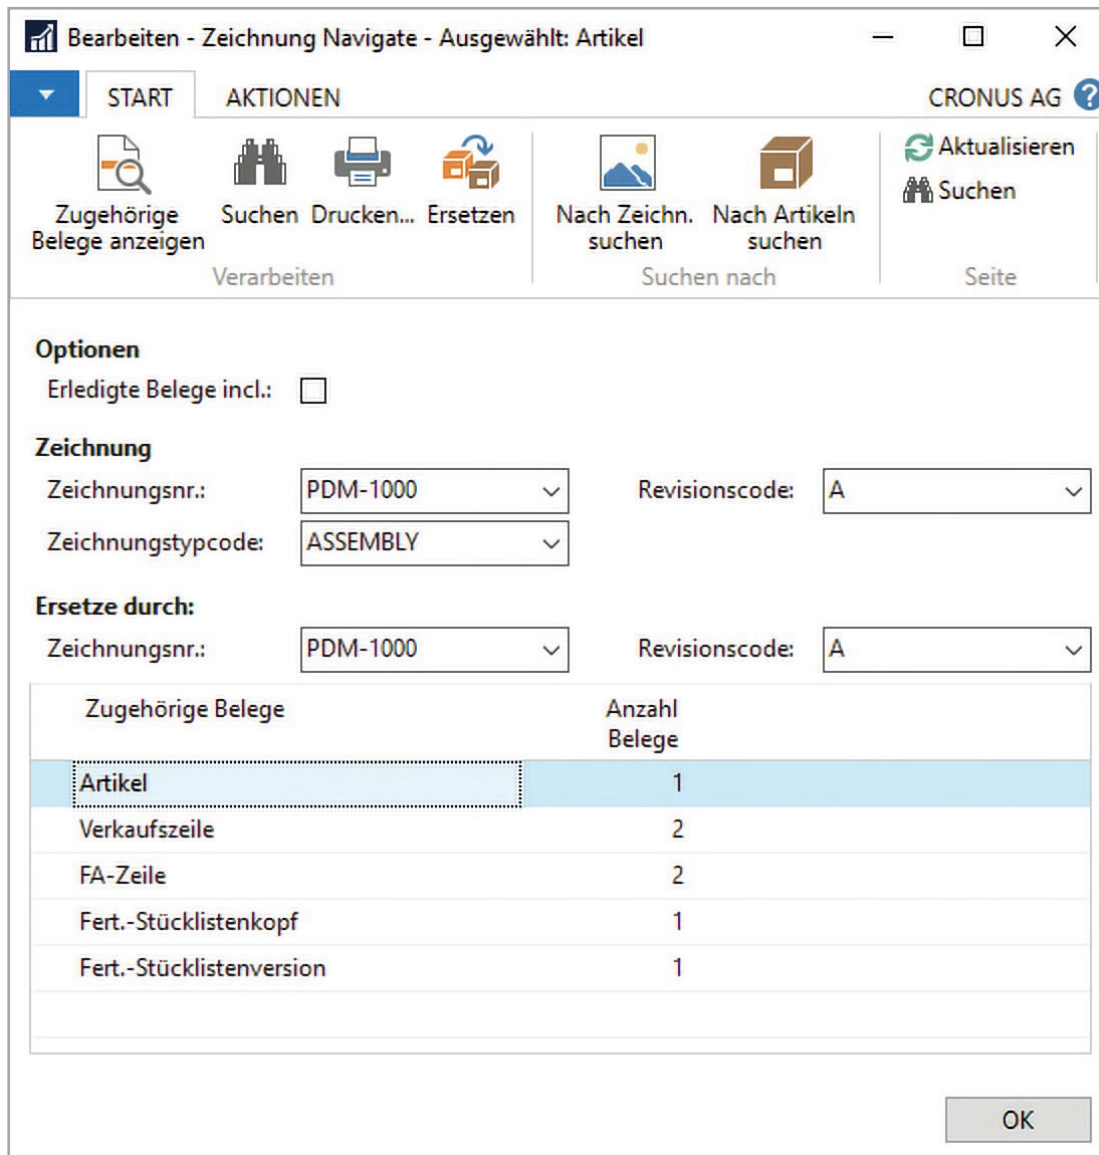 Bearbeiten - Zeichnung Navigate - Ausgewählt: Artikel
START AKTIONEN CRONUS AG ?
Zugehörige Belege anzeigen
Suchen
Drucken...
Ersetzen
Verarbeiten
Nach Zeichn. suchen
Nach Artikeln suchen
Suchen nach
Aktualisieren
Suchen
Seite
Optionen
Erledigte Belege incl.:
Zeichnung
Zeichnungsnr.: PDM-1000 Revisionscode: A
Zeichnungstypcode: ASSEMBLY
Ersetze durch:
Zeichnungsnr.: PDM-1000 Revisionscode: A
Zugehörige Belege Anzahl Belege
Artikel 1
Verkaufszeile 2
FA-Zeile 2
Fert.-Stücklistenkopf 1
Fert.-Stücklistenversion 1
OK